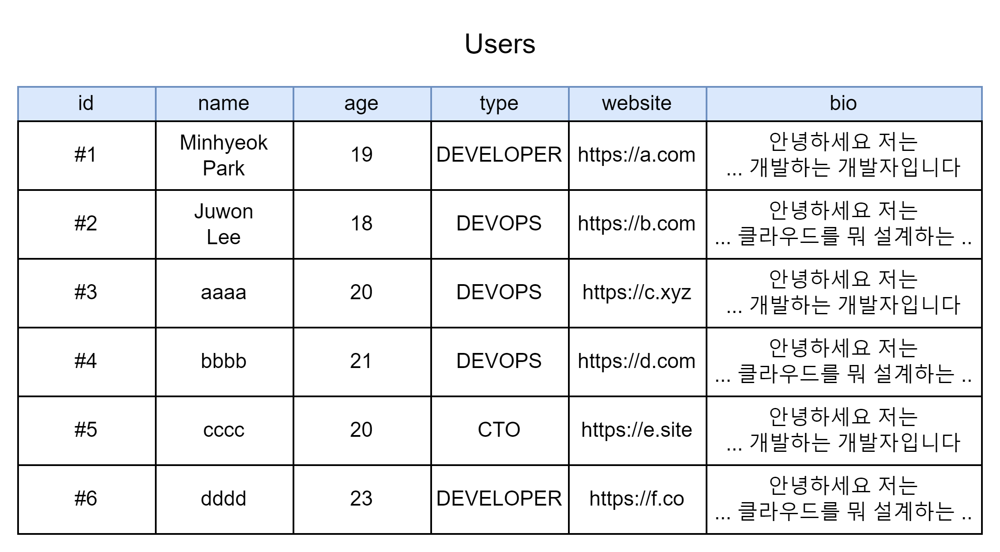 Users
id name age type website bio
#1 Minhyeok Park 19 DEVELOPER https://a.com 안녕하세요 저는
... 개발하는 개발자입니다
#2 Juwon Lee 18 DEVOPS https://b.com 안녕하세요 저는
... 클라우드를 뭐 설계하는 ..
#3 aaaa 20 DEVOPS https://c.xyz 안녕하세요 저는
... 개발하는 개발자입니다
#4 bbbb 21 DEVOPS https://d.com 안녕하세요 저는
... 클라우드를 뭐 설계하는 ..
#5 cccc 20 CTO https://e.site 안녕하세요 저는
... 개발하는 개발자입니다
#6 dddd 23 DEVELOPER https://f.co 안녕하세요 저는
... 클라우드를 뭐 설계하는 ..